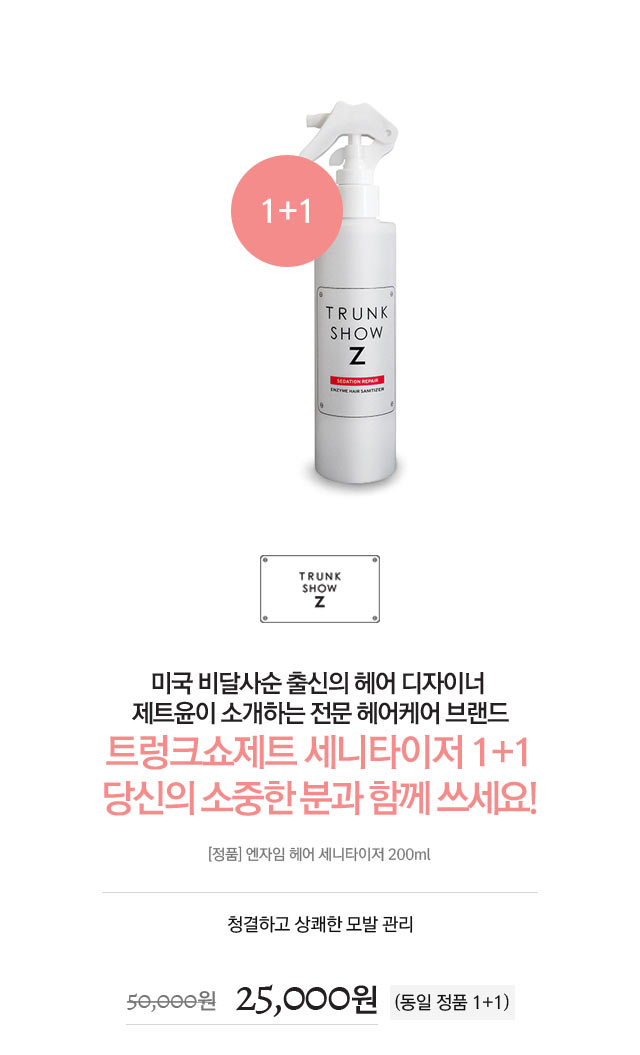 1+1
TRUNK
SHOW
Z
SEDATION REPAIR
ENZYME HAIR SANITIZER
TRUNK
SHOW
Z
미국 비달사순 출신의 헤어 디자이너
제트윤이 소개하는 전문 헤어케어 브랜드
트렁크쇼제트 세니타이저 1+1
당신의 소중한 분과 함께 쓰세요!
[정품] 엔자임 헤어 세니타이저 200ml
청결하고 상쾌한 모발 관리
50,000원 25,000원 (동일 정품 1+1)